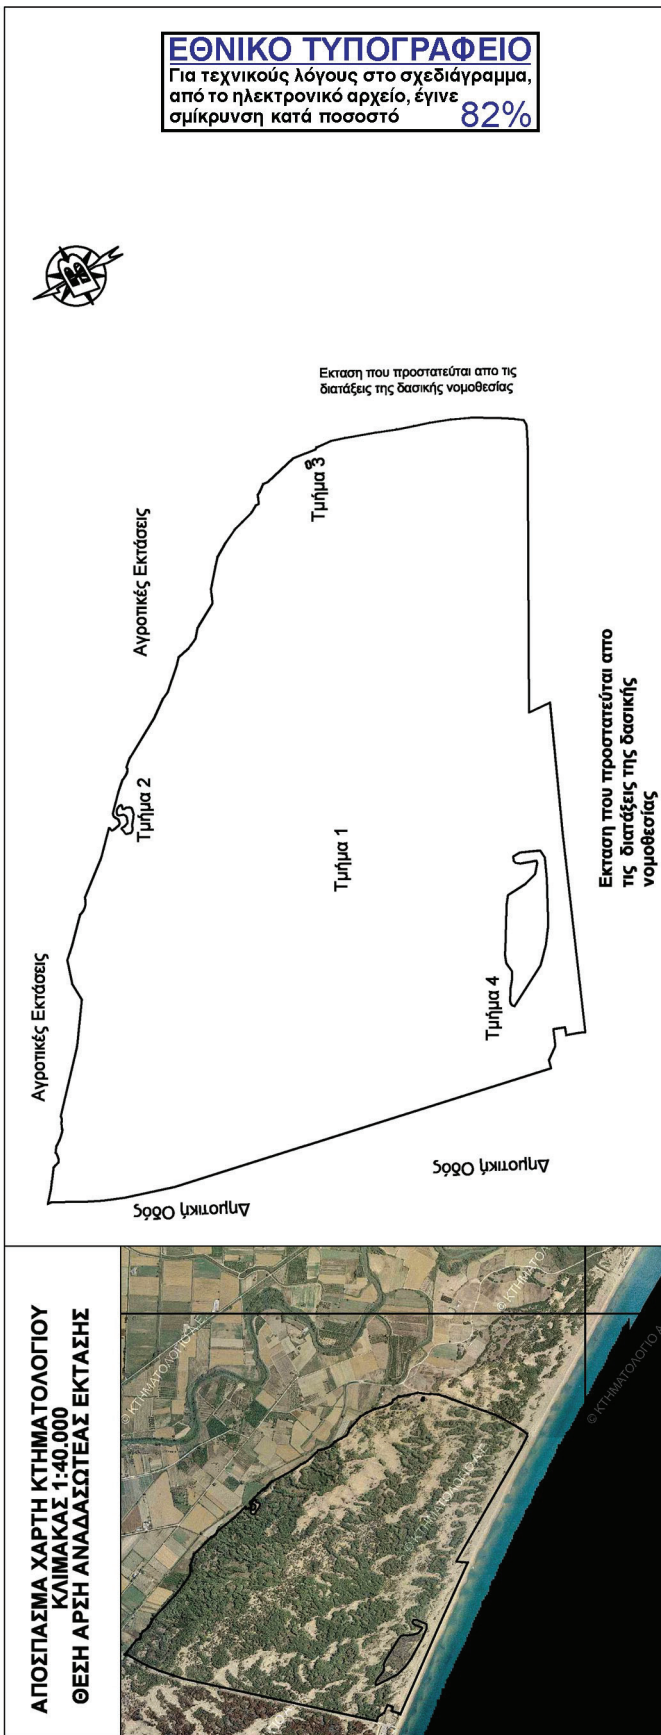 ΕΘΝΙΚΟ ΤΥΠΟΓΡΑΦΕΙΟ
Για τεχνικούς λόγους στο σχεδιάγραμμα,
από το ηλεκτρονικό αρχείο, έγινε
σμίκρυνση κατά ποσοστό 82%
Εκταση που προστατεύται απο τις
διατάξεις της δασικής νομοθεσίας
Τμήμα 3
Αγροτικές Εκτάσεις
Τμήμα 2
Τμήμα 1
Εκταση που προστατεύται απο
τις διατάξεις της δασικής
νομοθεσίας
Αγροτικές Εκτάσεις
Τμήμα 4
Δημοτική Οδός
Δημοτική Οδός
ΑΠΟΣΠΑΣΜΑ ΧΑΡΤΗ ΚΤΗΜΑΤΟΛΟΓΙΟΥ
ΚΛΙΜΑΚΑΣ 1:40.000
ΘΕΣΗ ΑΡΣΗ ΑΝΑΔΑΣΩΤΕΑΣ ΕΚΤΑΣΗΣ
© ΚΤΗΜΑΤΟΛΟΓΙΟ Α.Ε.
© ΚΤΗΜΑΤΟΛ
© ΚΤΗΜΑΤΟΛΟΓΙΟ Α